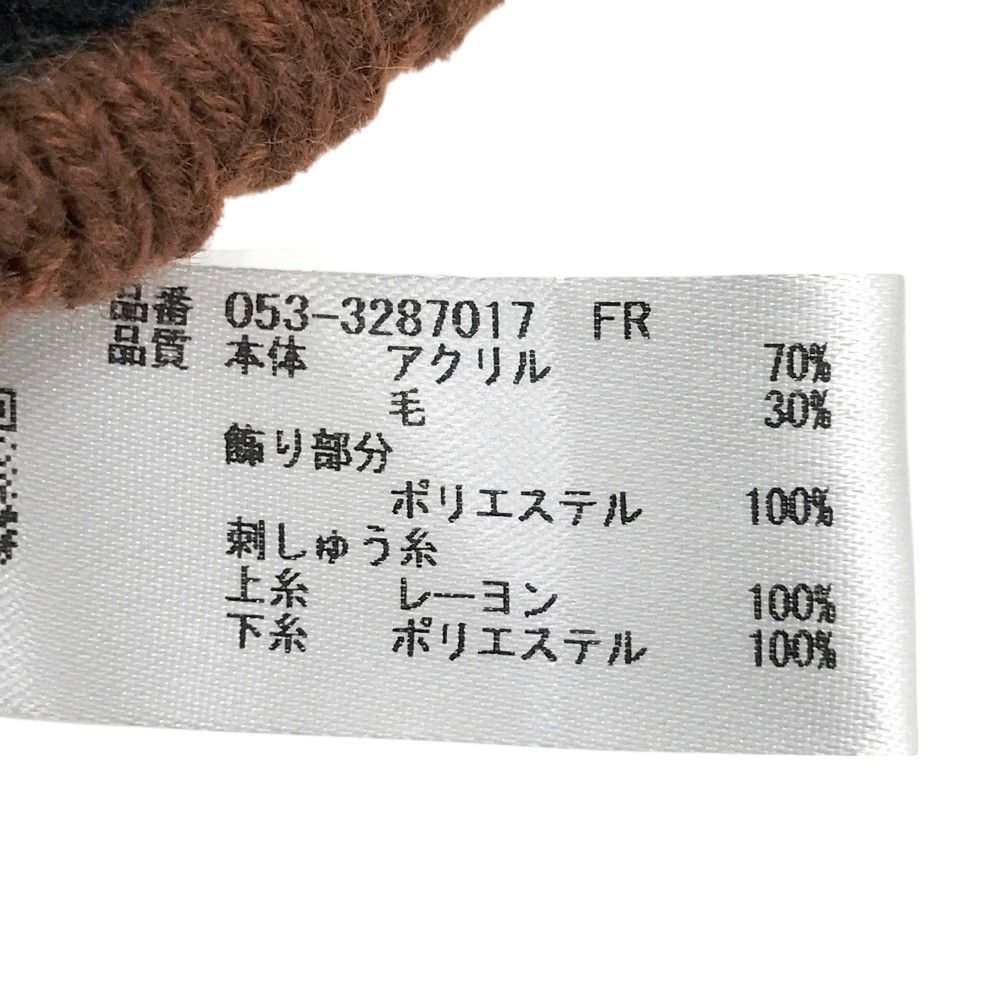 品番 053-3287017 FR
品質 本体 アクリル 70%
毛 30%
飾り部分
ポリエステル 100%
刺しゅう糸
上糸 レーヨン 100%
下糸 ポリエステル 100%